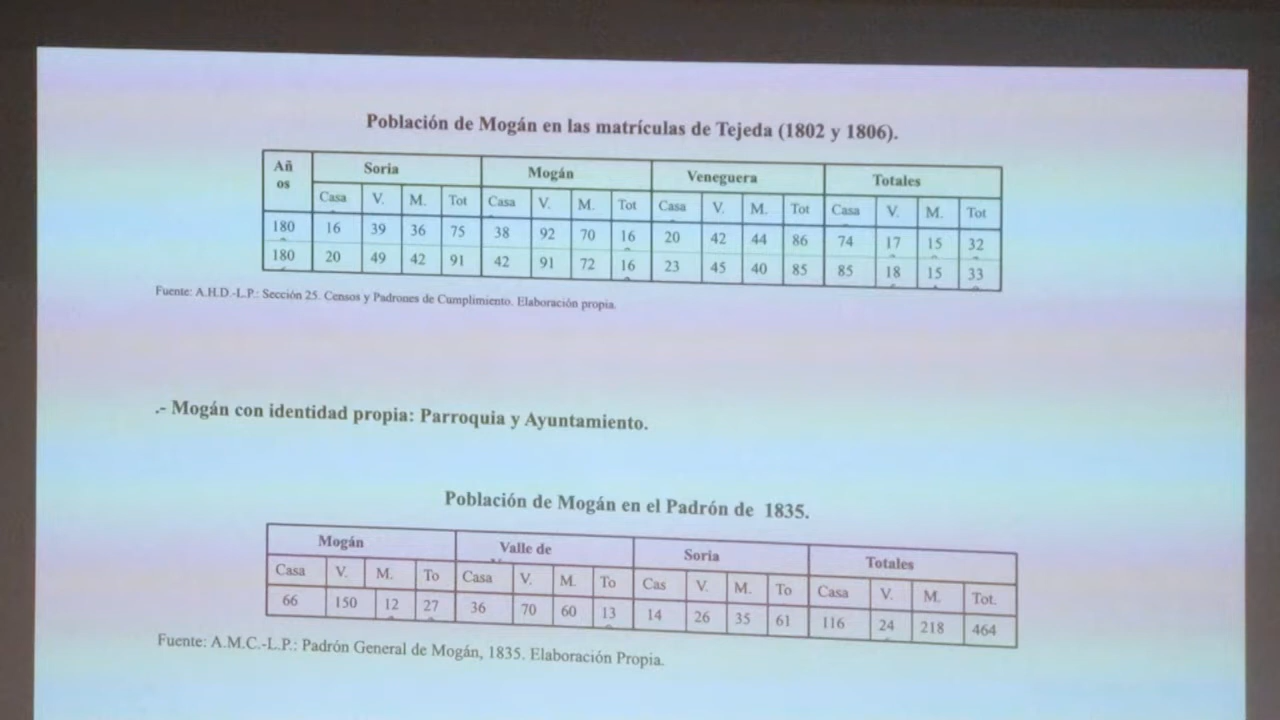 Población de Mogán en las matrículas de Tejeda (1802 y 1806).
Añ os Soria Mogán Veneguera Totales
Casa V. M. Tot Casa V. M. Tot Casa V. M. Tot Casa V. M. Tot
180 16 39 36 75 38 92 70 16 20 42 44 86 74 17 15 32
180 20 49 42 91 42 91 72 16 23 45 40 85 85 18 15 33
Fuente: A.H.D.-L.P.: Sección 25. Censos y Padrones de Cumplimiento. Elaboración propia.
.- Mogán con identidad propia: Parroquia y Ayuntamiento.
Población de Mogán en el Padrón de 1835.
Mogán Valle de Soria Totales
Casa V. M. To Casa V. M. To Cas V. M. To Casa V. M. Tot.
66 150 12 27 36 70 60 13 14 26 35 61 116 24 218 464
Fuente: A.M.C.-L.P.: Padrón General de Mogán, 1835. Elaboración Propia.